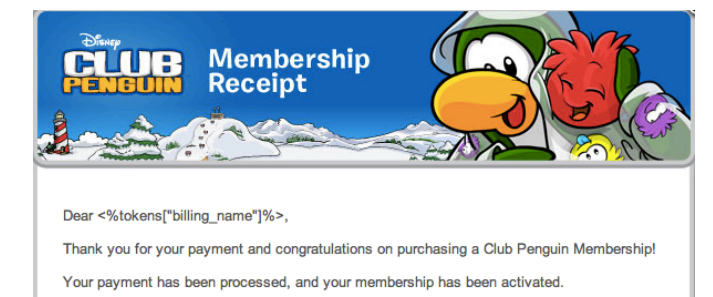 Disney
CLUB
PENGUIN
Membership
Receipt
Dear <%tokens["billing_name"]%>,
Thank you for your payment and congratulations on purchasing a Club Penguin Membership!
Your payment has been processed, and your membership has been activated.